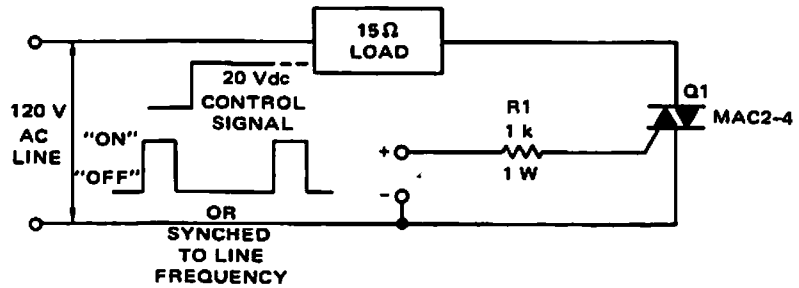 15Ω
LOAD
20 Vdc
CONTROL
SIGNAL
120 V
AC
LINE
"ON"
"OFF"
R1
1 k
1 W
+
-
Q1
MAC2-4
OR
SYNCHED
TO LINE
FREQUENCY